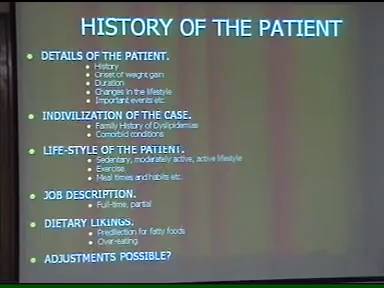 HISTORY OF THE PATIENT
DETAILS OF THE PATIENT.
History
Onset of weight gain
Duration
Changes in the lifestyle
Important events etc
INDIVILIZATION OF THE CASE.
Family History of Dyslipidemias
Comorbid conditions
LIFE-STYLE OF THE PATIENT.
Sedentary, moderately active, active lifestyle
Exercise
Meal times and habits etc.
JOB DESCRIPTION.
Full-time, partial
DIETARY LIKINGS.
Predilection for fatty foods
Over-eating
ADJUSTMENTS POSSIBLE?